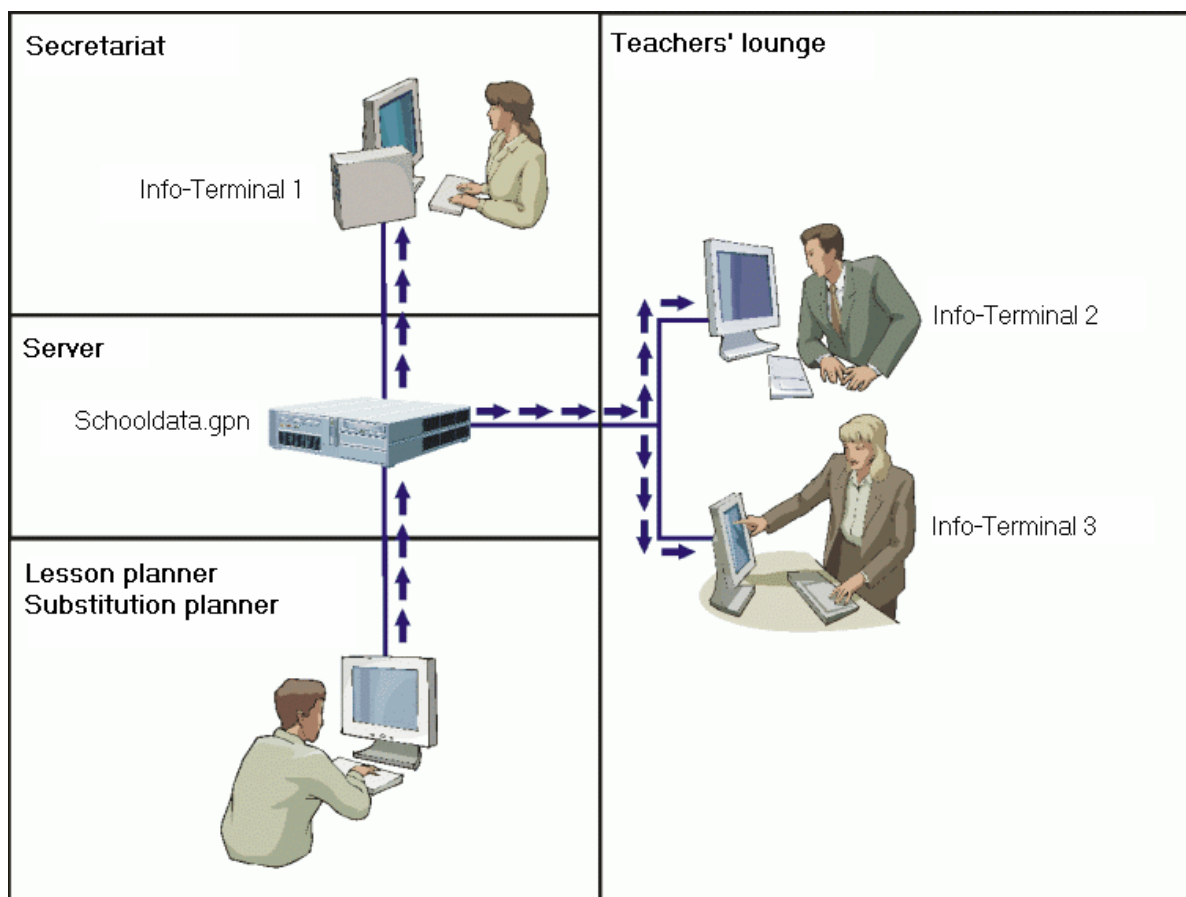 Secretariat
Info-Terminal 1
Server
Schooldata.gpn
Lesson planner
Substitution planner
Teachers' lounge
Info-Terminal 2
Info-Terminal 3